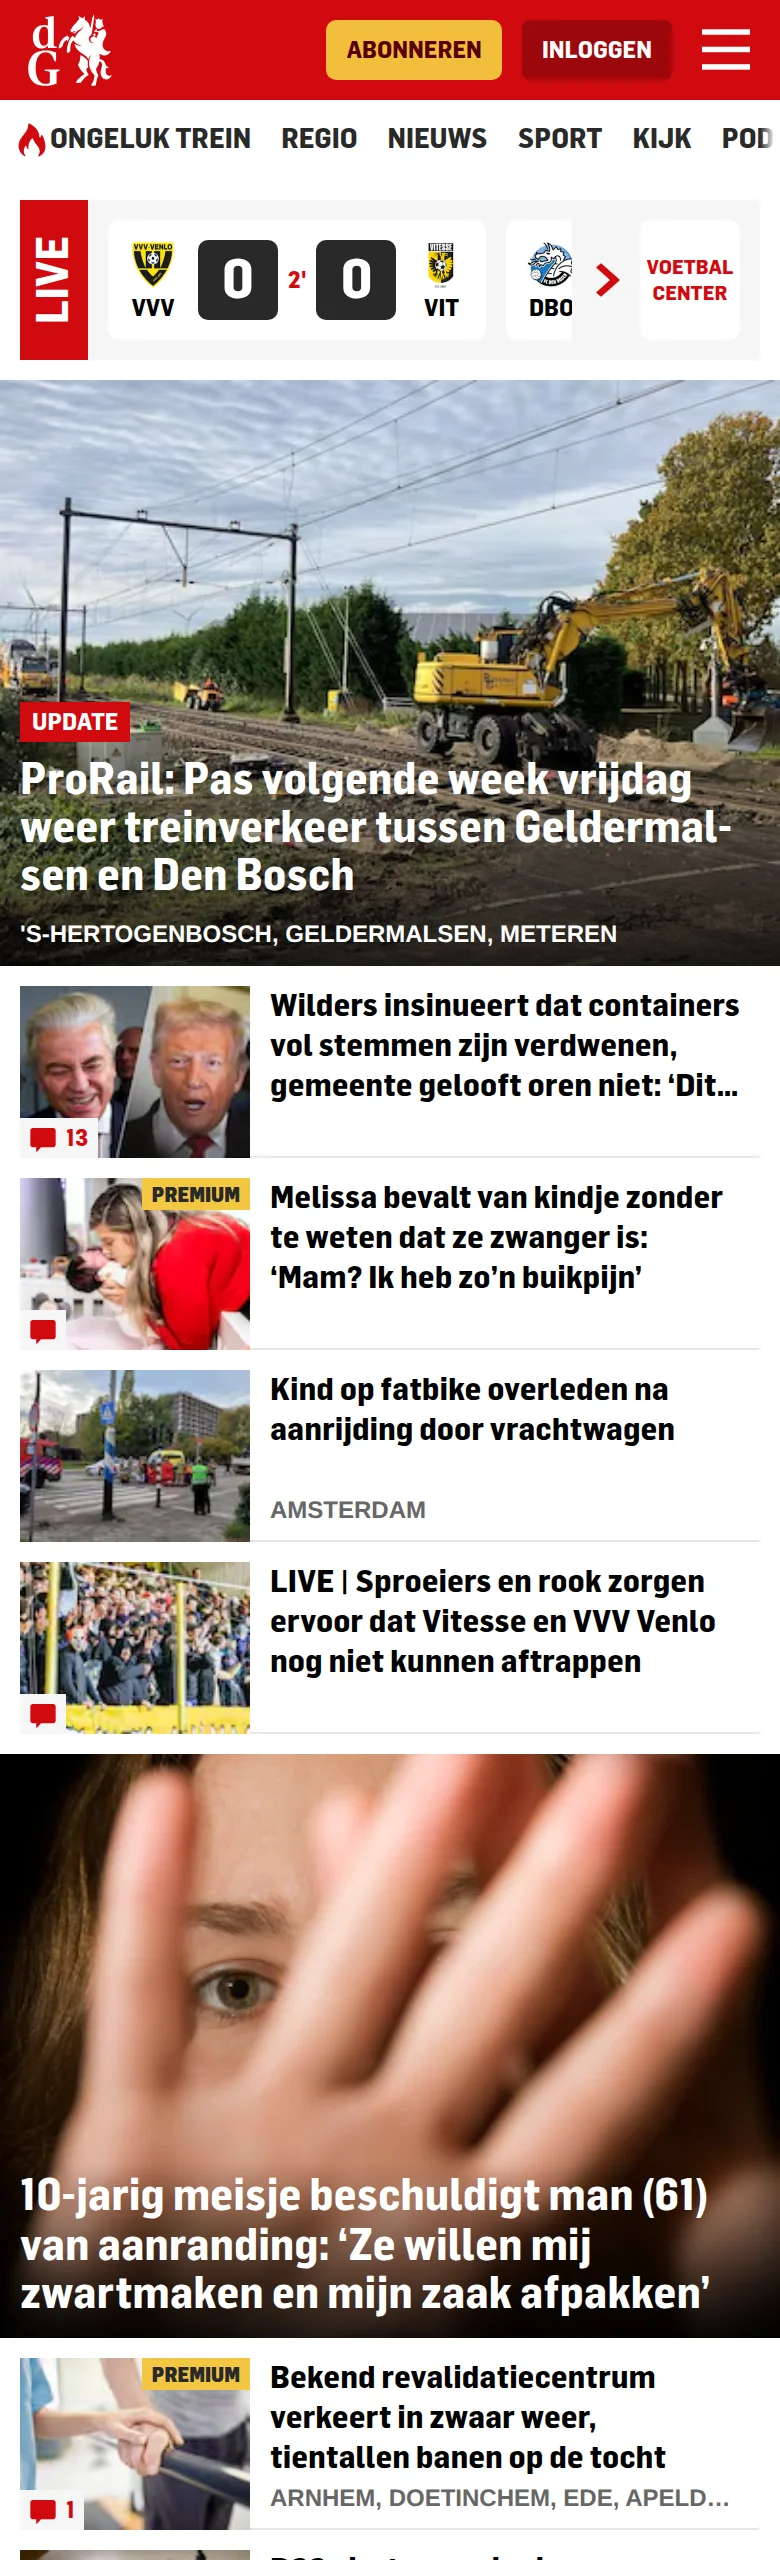 dG
ABONNEREN
INLOGGEN
ONGELUK TREIN REGIO NIEUWS SPORT KIJK POD
LIVE
VVV-VENLO
VVV
0
2'
0
VITESSE
VIT
DBO
VOETBAL
CENTER
UPDATE
ProRail: Pas volgende week vrijdag
weer treinverkeer tussen Geldermal-
sen en Den Bosch
'S-HERTOGENBOSCH, GELDERMALSEN, METEREN
Wilders insinueert dat containers
vol stemmen zijn verdwenen,
gemeente gelooft oren niet: ‘Dit...
13
PREMIUM
Melissa bevalt van kindje zonder
te weten dat ze zwanger is:
‘Mam? Ik heb zo’n buikpijn’
Kind op fatbike overleden na
aanrijding door vrachtwagen
AMSTERDAM
LIVE | Sproeiers en rook zorgen
ervoor dat Vitesse en VVV Venlo
nog niet kunnen aftrappen
10-jarig meisje beschuldigt man (61)
van aanranding: ‘Ze willen mij
zwartmaken en mijn zaak afpakken’
PREMIUM
Bekend revalidatiecentrum
verkeert in zwaar weer,
tientallen banen op de tocht
ARNHEM, DOETINCHEM, EDE, APELD...
1